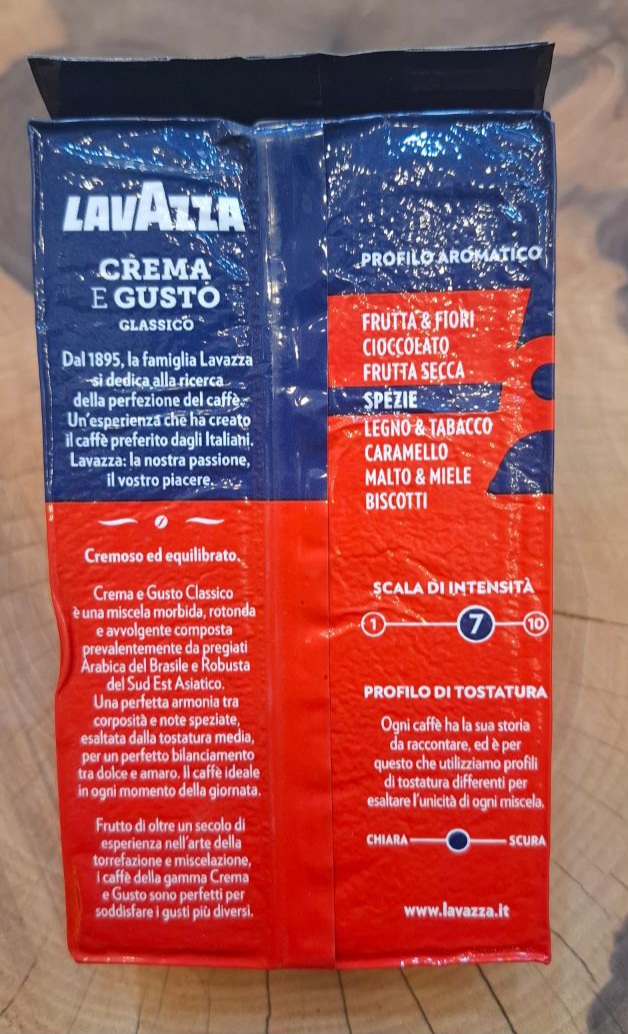 LAVAZZA
CREMA
E GUSTO
CLASSICO
Dal 1895, la famiglia Lavazza
si dedica alla ricerca
della perfezione del caffè.
Un'esperienza che ha creato
il caffè preferito dagli Italiani.
Lavazza: la nostra passione,
il vostro piacere.
Cremoso ed equilibrato.
Crema e Gusto Classico
è una miscela morbida, rotonda
e avvolgente composta
prevalentemente da pregiati
Arabica del Brasile e Robusta
del Sud Est Asiatico.
Una perfetta armonia tra
corposità e note speziate,
esaltata dalla tostatura media,
per un perfetto bilanciamento
tra dolce e amaro. Il caffè ideale
in ogni momento della giornata.
Frutto di oltre un secolo di
esperienza nell'arte della
torrefazione e miscelazione,
i caffè della gamma Crema
e Gusto sono perfetti per
soddisfare i gusti più diversi.
PROFILO AROMATICO
FRUTTA & FIORI
CIOCCOLATO
FRUTTA SECCA
SPEZIE
LEGNO & TABACCO
CARAMELLO
MALTO & MIELE
BISCOTTI
SCALA DI INTENSITÀ
1 7 10
PROFILO DI TOSTATURA
Ogni caffè ha la sua storia
da raccontare, ed è per
questo che utilizziamo profili
di tostatura differenti per
esaltare l'unicità di ogni miscela.
CHIARA SCURA
www.lavazza.it